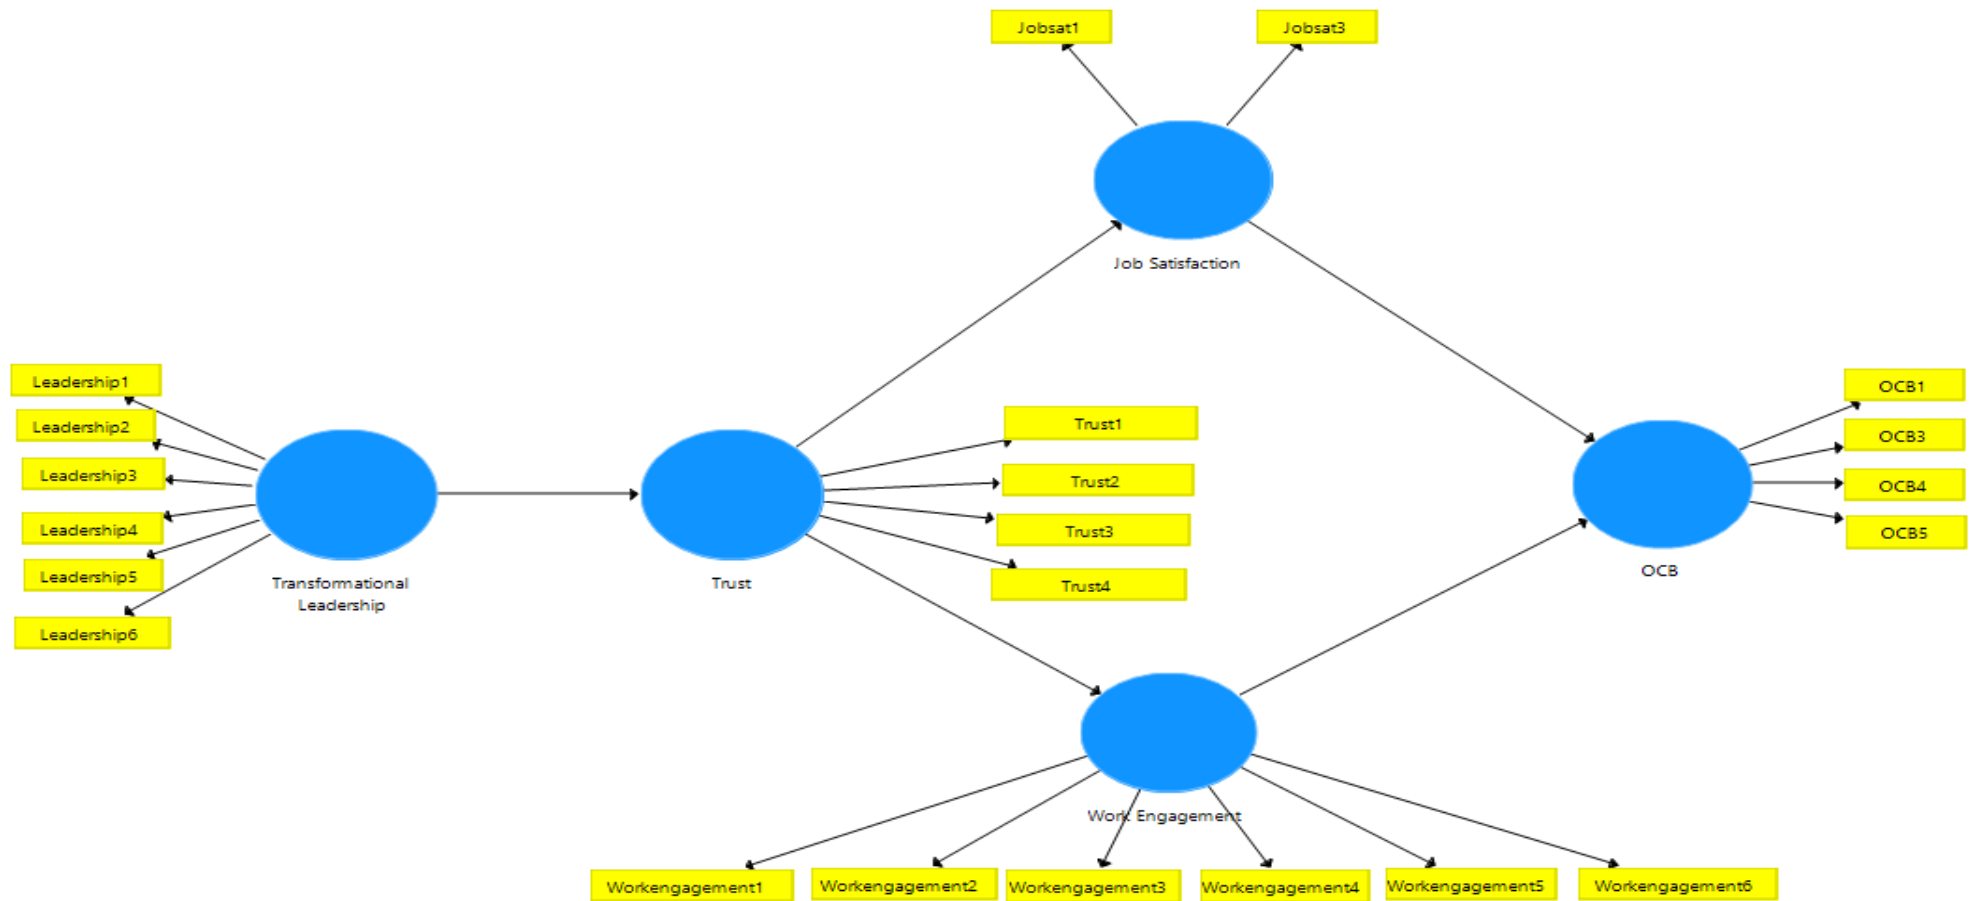 Jobsat1
Jobsat3
Job Satisfaction
Leadership1
Leadership2
Leadership3
Leadership4
Leadership5
Leadership6
Transformational
Leadership
Trust
Trust1
Trust2
Trust3
Trust4
OCB1
OCB3
OCB4
OCB5
OCB
Work Engagement
Workengagement1
Workengagement2
Workengagement3
Workengagement4
Workengagement5
Workengagement6